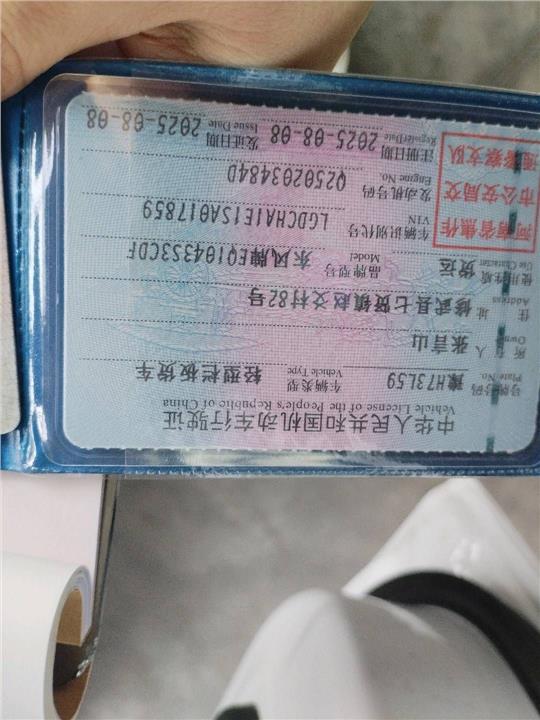 中华人民共和国机动车行驶证
Vehicle License of the People's Republic of China
号牌号码 豫H73L59 车辆类型 轻型栏板货车
Plate No. Vehicle Type
所有人 张言山
Owner
住址 修武县七贤镇赵文村82号
Address
使用性质 货运 品牌型号 东风牌EQ1043S3CDF
Use Character Model
河南省焦作
市公安局交
通警察支队
车辆识别代号 LGDCHA1E1SA017859
VIN
发动机号码 Q250203484D
Engine No.
注册日期 2025-08-08 发证日期 2025-08-08
Register Date Issue Date